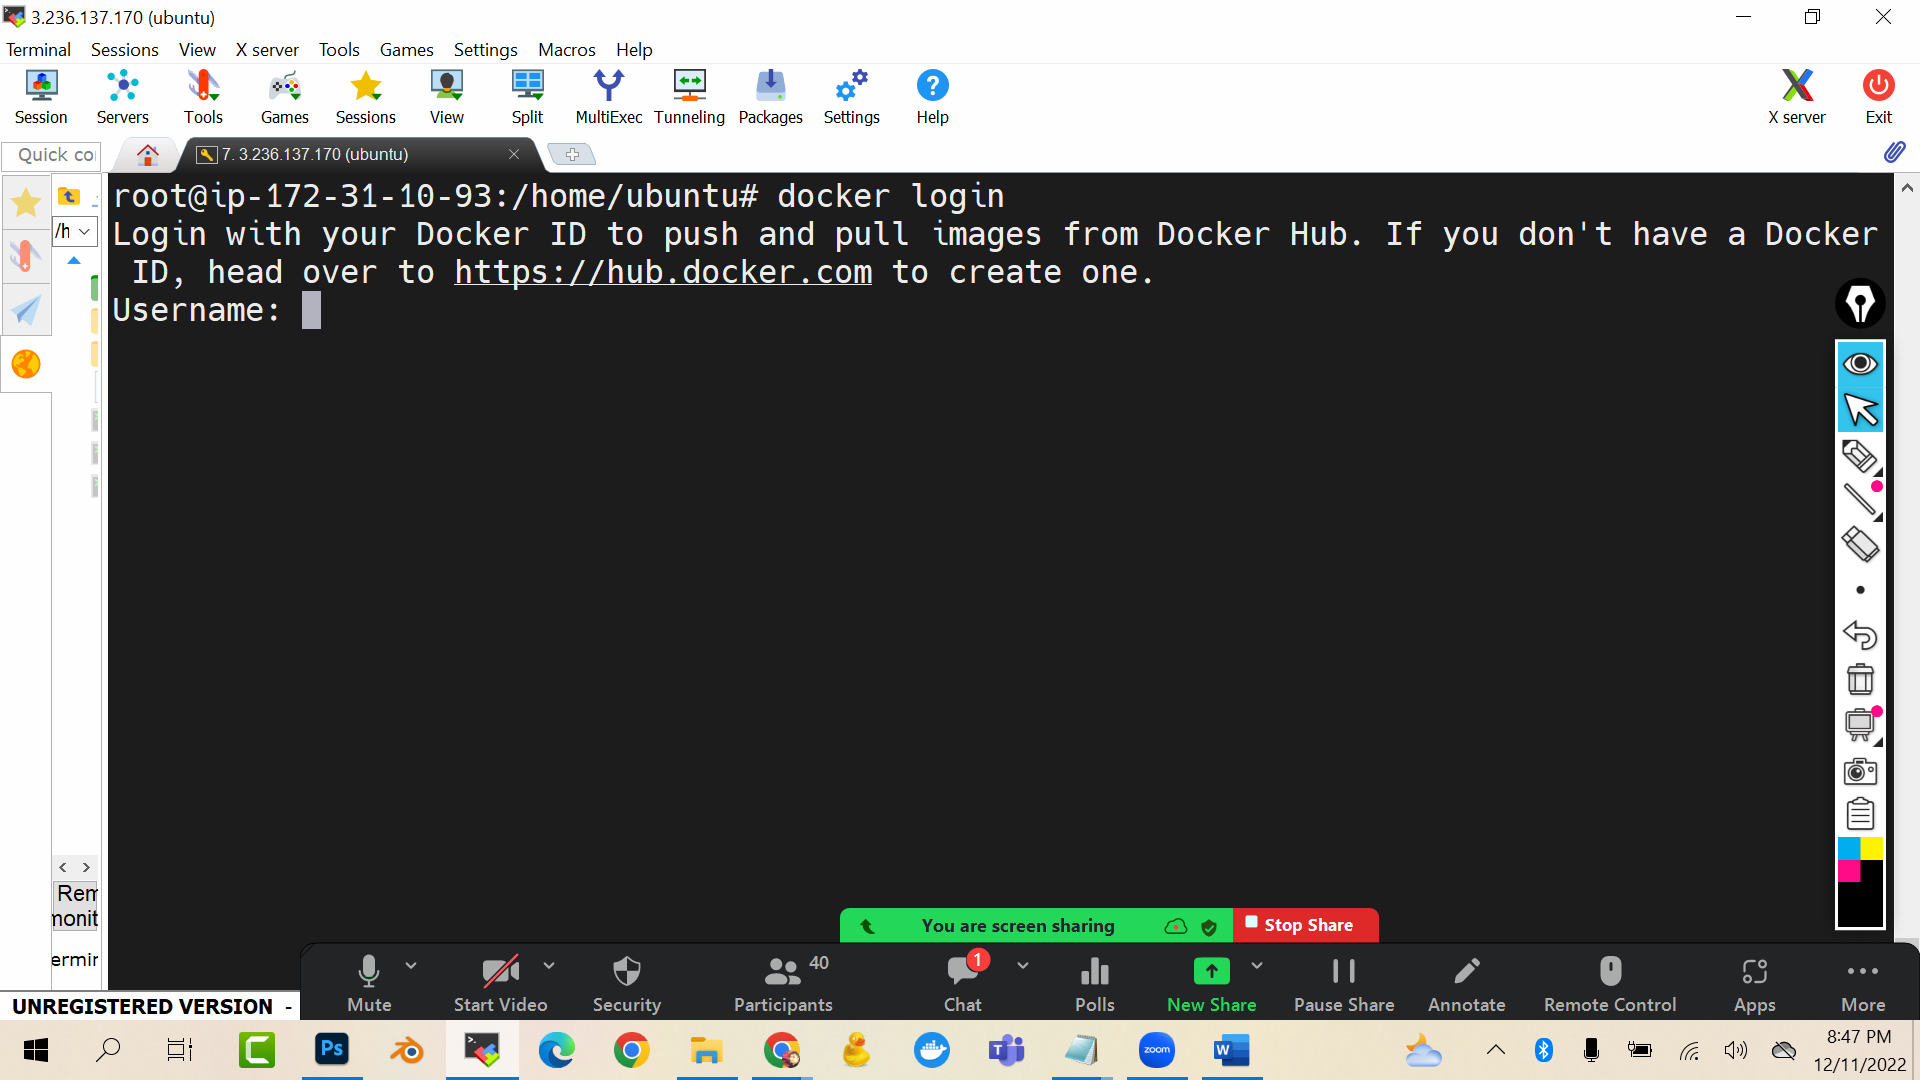 3.236.137.170 (ubuntu)
Terminal Sessions View X server Tools Games Settings Macros Help
Session Servers Tools Games Sessions View Split MultiExec Tunneling Packages Settings Help X server Exit
Quick co
7. 3.236.137.170 (ubuntu)
/h
root@ip-172-31-10-93:/home/ubuntu# docker login
Login with your Docker ID to push and pull images from Docker Hub. If you don't have a Docker
ID, head over to https://hub.docker.com to create one.
Username:
Rem
monit
ermin
You are screen sharing Stop Share
40
1
Mute Start Video Security Participants Chat Polls New Share Pause Share Annotate Remote Control Apps More
UNREGISTERED VERSION -
Ps
zoom
W
8:47 PM
12/11/2022